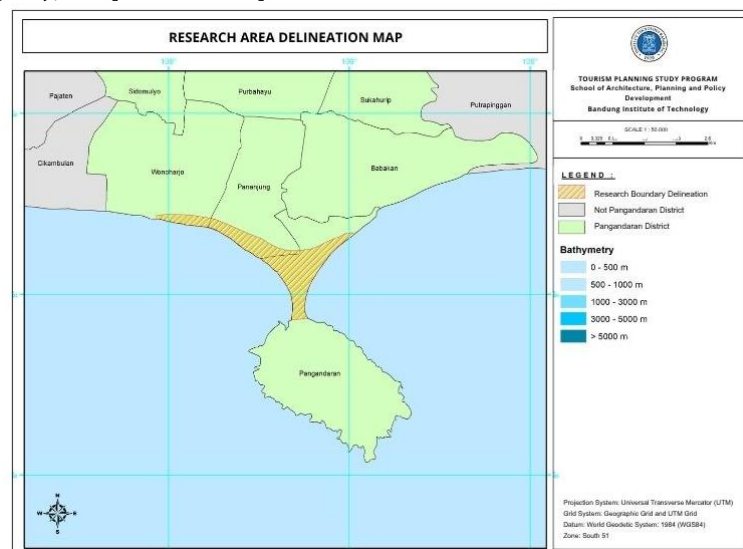 RESEARCH AREA DELINEATION MAP
TOURISM PLANNING STUDY PROGRAM
School of Architecture, Planning and Policy
Development
Bandung Institute of Technology
LEGEND :
Research Boundary Delineation
Not Pangandaran District
Pangandaran District
Bathymetry
0 - 500 m
500 - 1000 m
1000 - 3000 m
3000 - 5000 m
> 5000 m
Pajaten
Sidomulyo
Purbahayu
Sukahurip
Putrapinggan
Cikambulan
Wonoharjo
Pananjung
Babakan
Pangandaran
N
W
E
S
Projection System: Universal Transverse Mercator (UTM)
Grid System: Geographic Grid and UTM Grid
Datum: World Geodetic System: 1984 (WGS84)
Zone: South 51